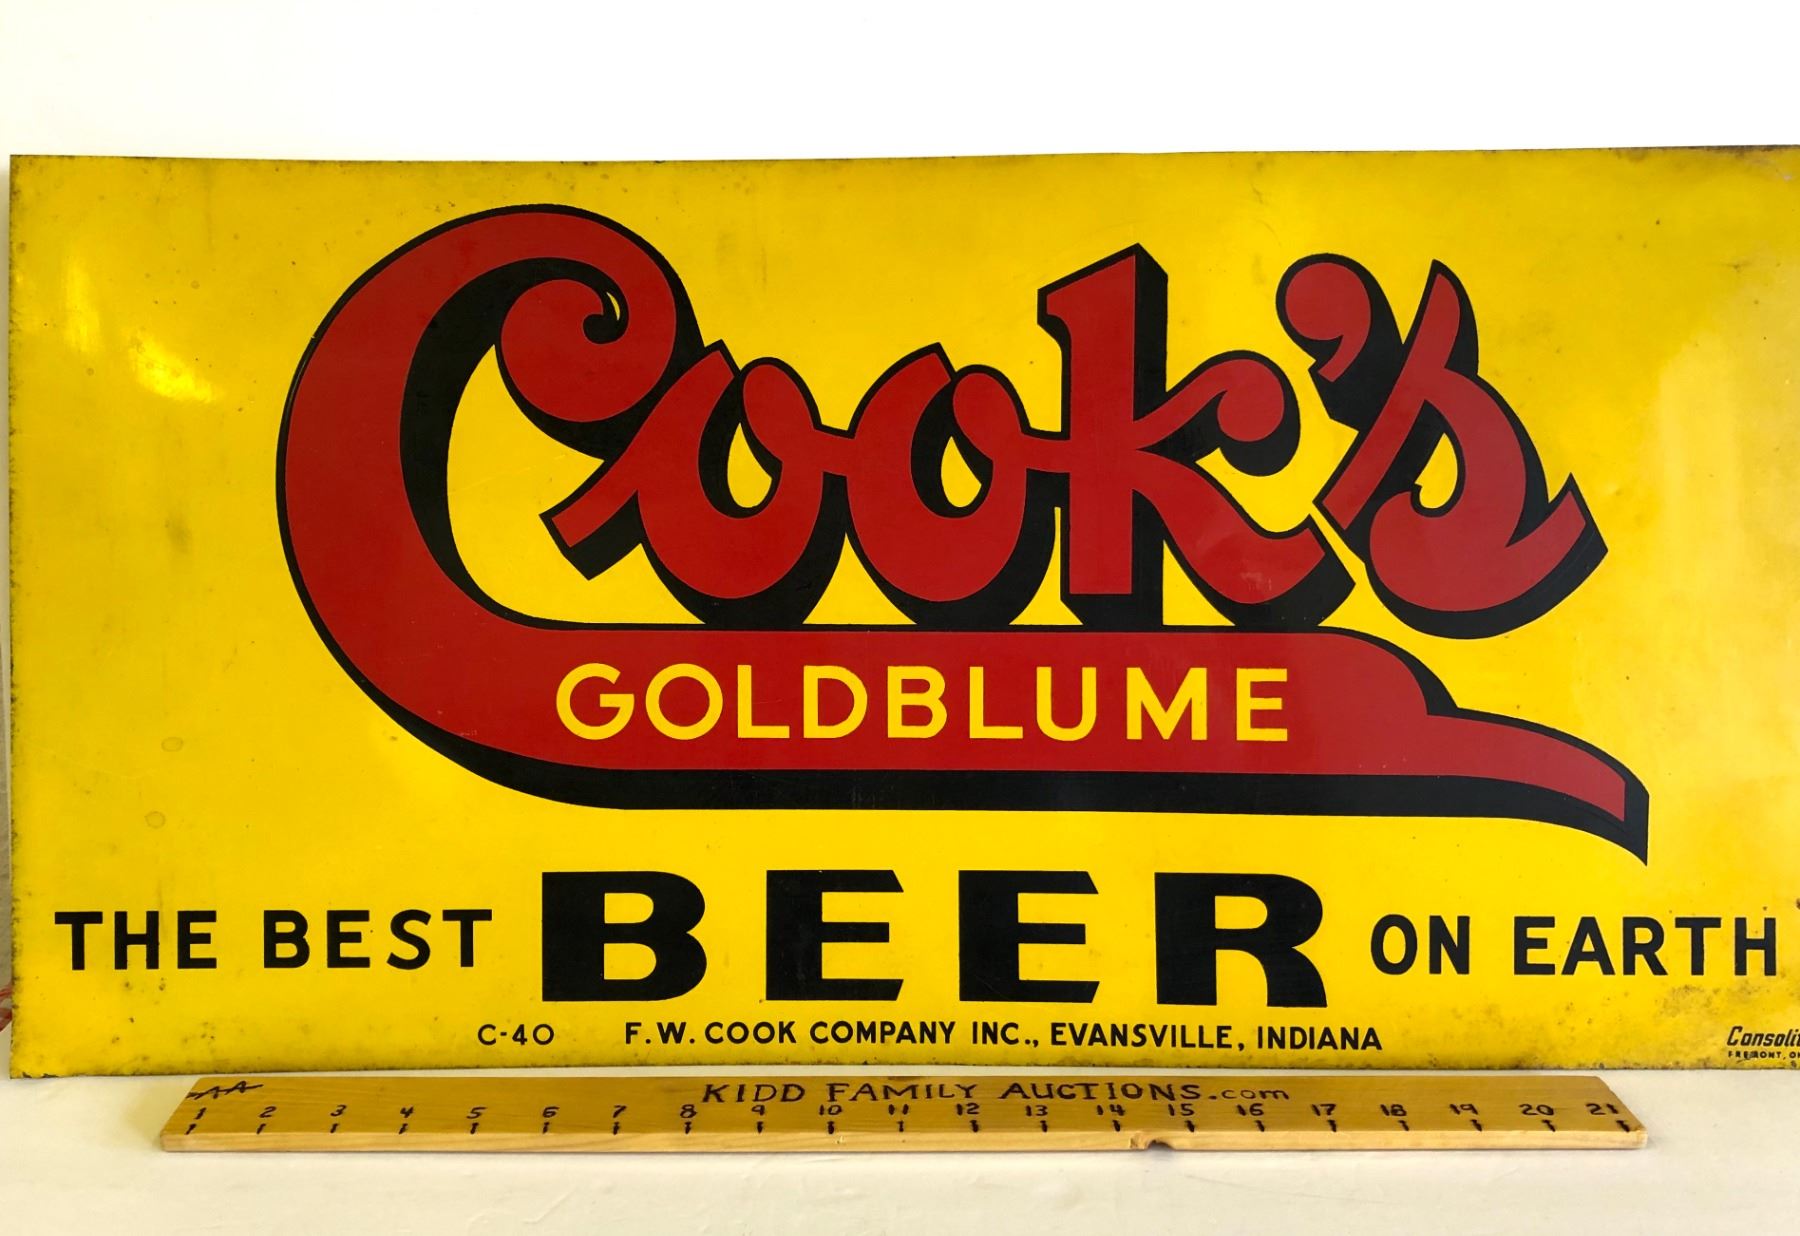 Cook's
GOLDBLUME
THE BEST BEER ON EARTH
C-40 F.W. COOK COMPANY INC., EVANSVILLE, INDIANA
FREMONT,
KIDD FAMILY AUCTIONS.com
1 2 3 4 5 6 7 8 9 10 11 12 13 14 15 16 17 18 19 20 21